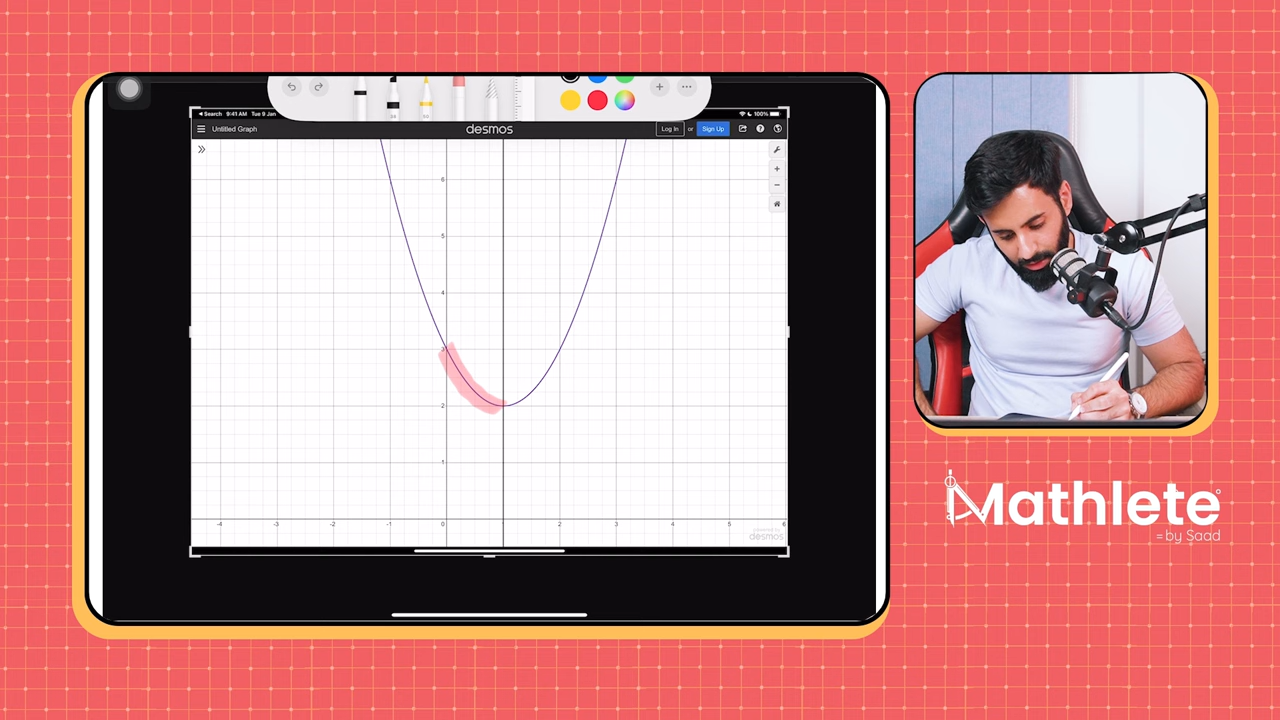 Search 9:41 AM Tue 9 Jan 100%
Untitled Graph desmos Log In or Sign Up
6
5
4
3
2
1
-4 -3 -2 -1 0 2 3 4 5 6
powered by
desmos
Mathlete
=by Saad